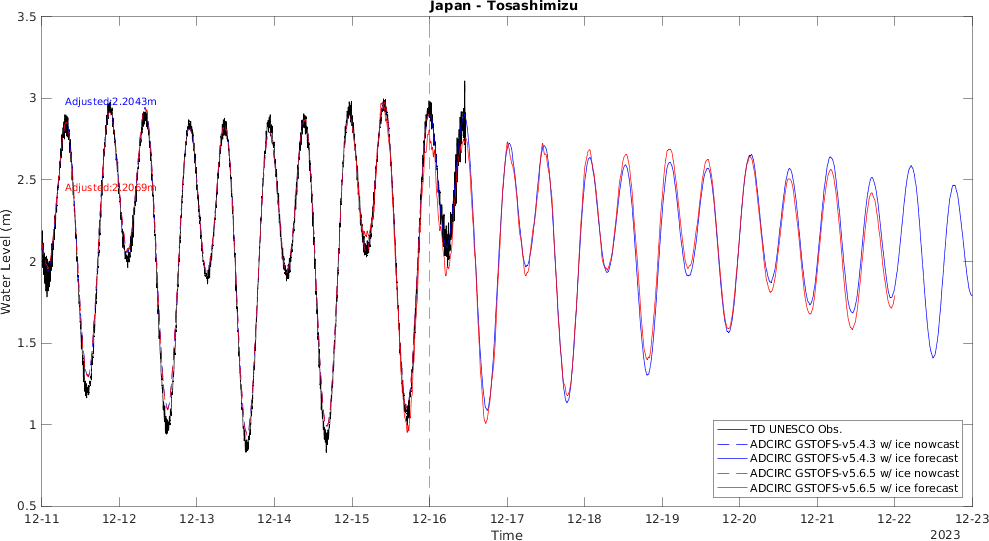 Japan - Tosashimizu
3.5
3
2.5
2
1.5
1
0.5
Water Level (m)
Adjusted:2.2043m
Adjusted:2.2069m
TD UNESCO Obs.
ADCIRC GSTOFS-v5.4.3 w/ ice nowcast
ADCIRC GSTOFS-v5.4.3 w/ ice forecast
ADCIRC GSTOFS-v5.6.5 w/ ice nowcast
ADCIRC GSTOFS-v5.6.5 w/ ice forecast
12-11 12-12 12-13 12-14 12-15 12-16 12-17 12-18 12-19 12-20 12-21 12-22 12-23
Time
2023